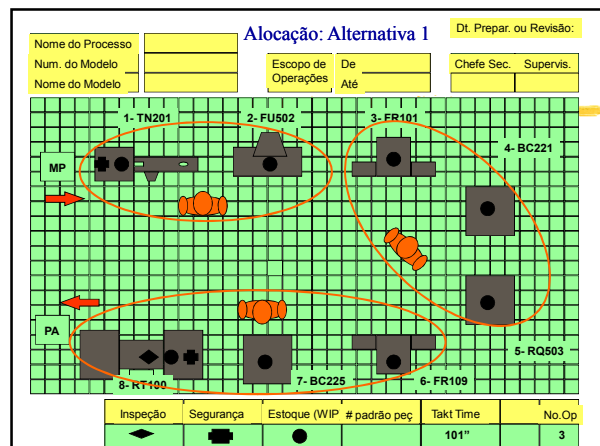 Alocação: Alternativa 1
Dt. Prepar. ou Revisão:
Nome do Processo
Num. do Modelo
Nome do Modelo
Escopo de
Operações
De
Até
Chefe Sec. Supervis.
1- TN201
2- FU502
3- FR101
4- BC221
MP
PA
5- RQ503
6- FR109
7- BC225
8- RT100
Inspeção Segurança Estoque (WIP # padrão peç Takt Time No.Op
101” 3